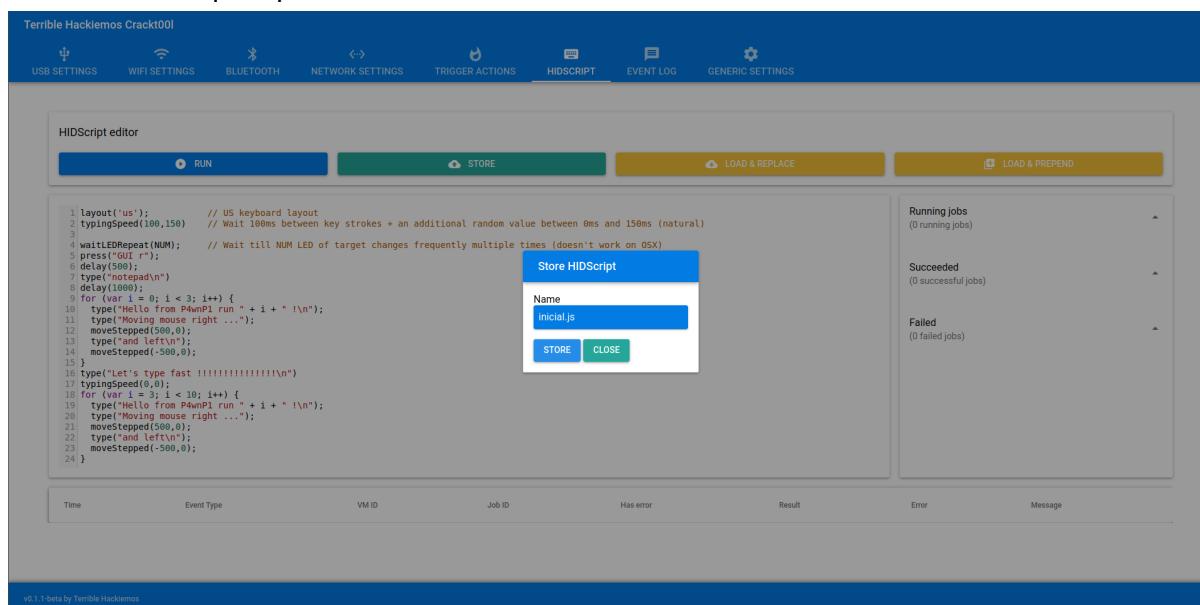 Terrible Hackiemos Crackt00l
USB SETTINGS WIFI SETTINGS BLUETOOTH NETWORK SETTINGS TRIGGER ACTIONS HIDSCRIPT EVENT LOG GENERIC SETTINGS
HIDScript editor
RUN STORE LOAD & REPLACE LOAD & PREPEND
1 layout('us'); // US keyboard layout
2 typingSpeed(100,150) // Wait 100ms between key strokes + an additional random value between 0ms and 150ms (natural)
3
4 waitLEDRepeat(NUM); // Wait till NUM LED of target changes frequently multiple times (doesn't work on OSX)
5 press("GUI r");
6 delay(500);
7 type("notepad\n")
8 delay(1000);
9 for (var i = 0; i < 3; i++) {
10 type("Hello from P4wnP1 run " + i + " !\n");
11 type("Moving mouse right ...");
12 moveStepped(500,0);
13 type("and left\n");
14 moveStepped(-500,0);
15 }
16 type("Let's type fast !!!!!!!!!!!!!!!\n")
17 typingSpeed(0,0);
18 for (var i = 3; i < 10; i++) {
19 type("Hello from P4wnP1 run " + i + " !\n");
20 type("Moving mouse right ...");
21 moveStepped(500,0);
22 type("and left\n");
23 moveStepped(-500,0);
24 }
Store HIDScript
Name
inicial.js
STORE CLOSE
Running jobs
(0 running jobs)
Succeeded
(0 successful jobs)
Failed
(0 failed jobs)
Time Event Type VM ID Job ID Has error Result Error Message
v0.1.1-beta by Terrible Hackiemos